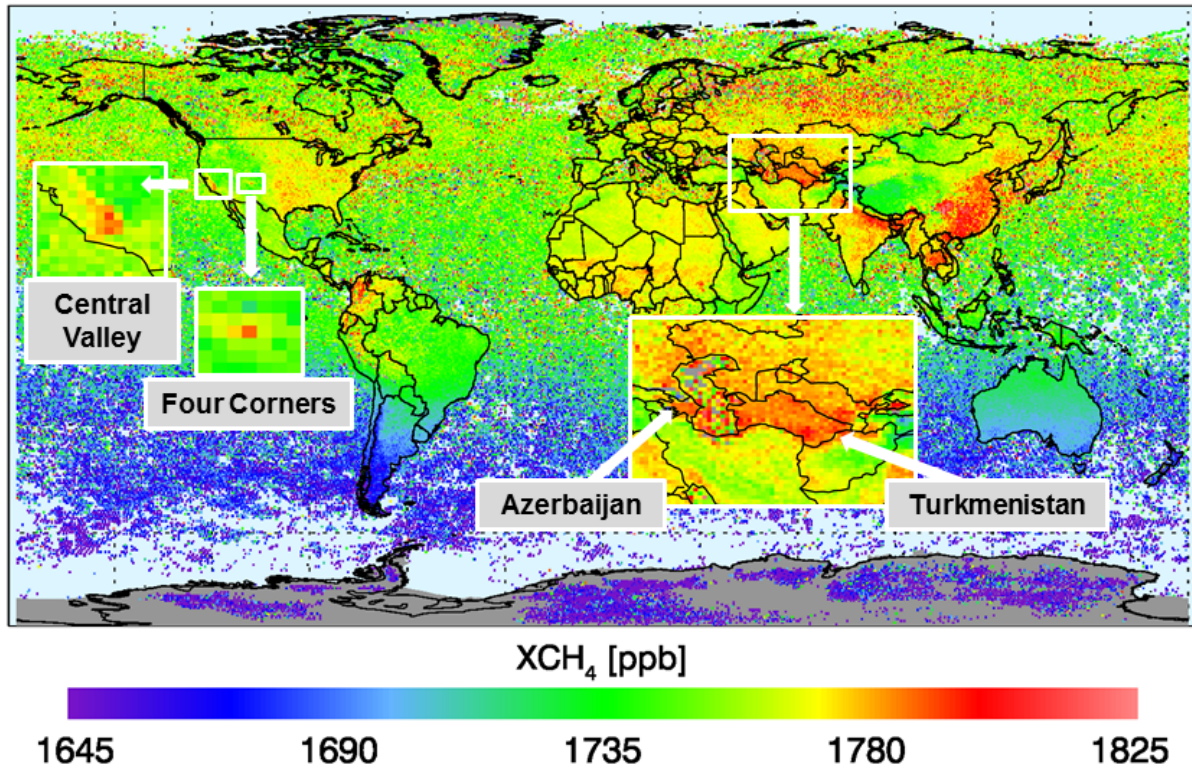 Central
Valley
Four Corners
Azerbaijan
Turkmenistan
XCH₄ [ppb]
1645 1690 1735 1780 1825